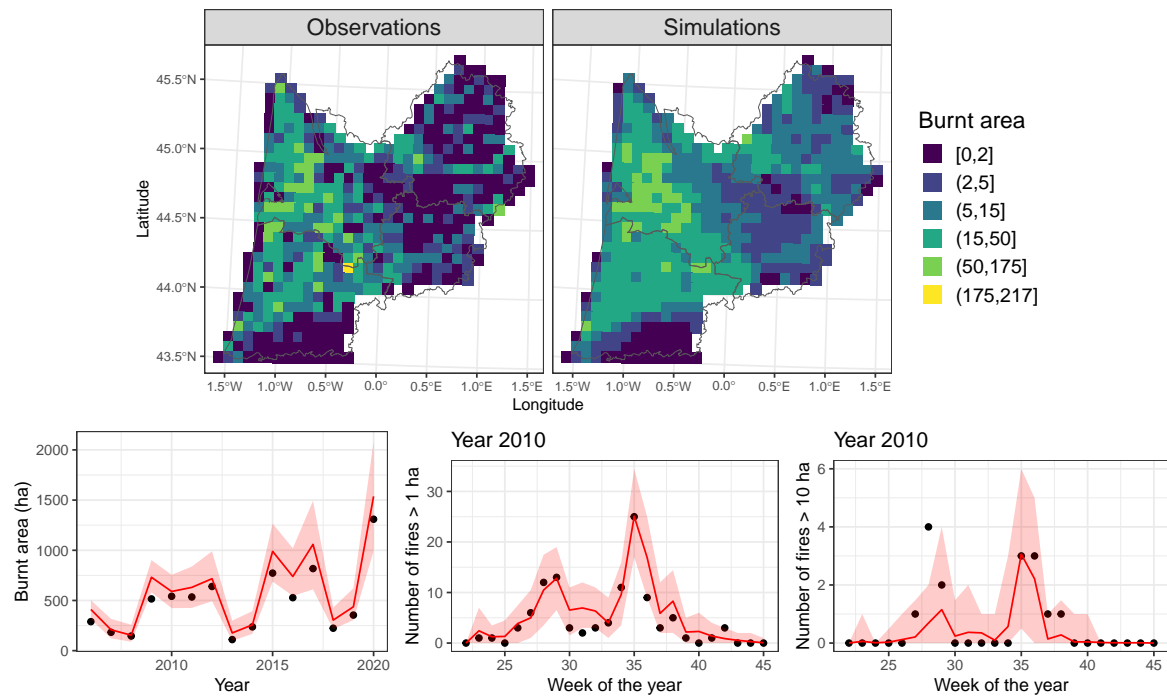 Observations
Simulations
45.5°N
45.0°N
44.5°N
44.0°N
43.5°N
Latitude
1.5°W 1.0°W 0.5°W 0.0° 0.5°E 1.0°E 1.5°E
1.5°W 1.0°W 0.5°W 0.0° 0.5°E 1.0°E 1.5°E
Longitude
Burnt area
[0,2]
(2,5]
(5,15]
(15,50]
(50,175]
(175,217]
2000
1500
1000
500
0
Burnt area (ha)
2010 2015 2020
Year
Year 2010
30
20
10
0
Number of fires > 1 ha
25 30 35 40 45
Week of the year
Year 2010
6
4
2
0
Number of fires > 10 ha
25 30 35 40 45
Week of the year